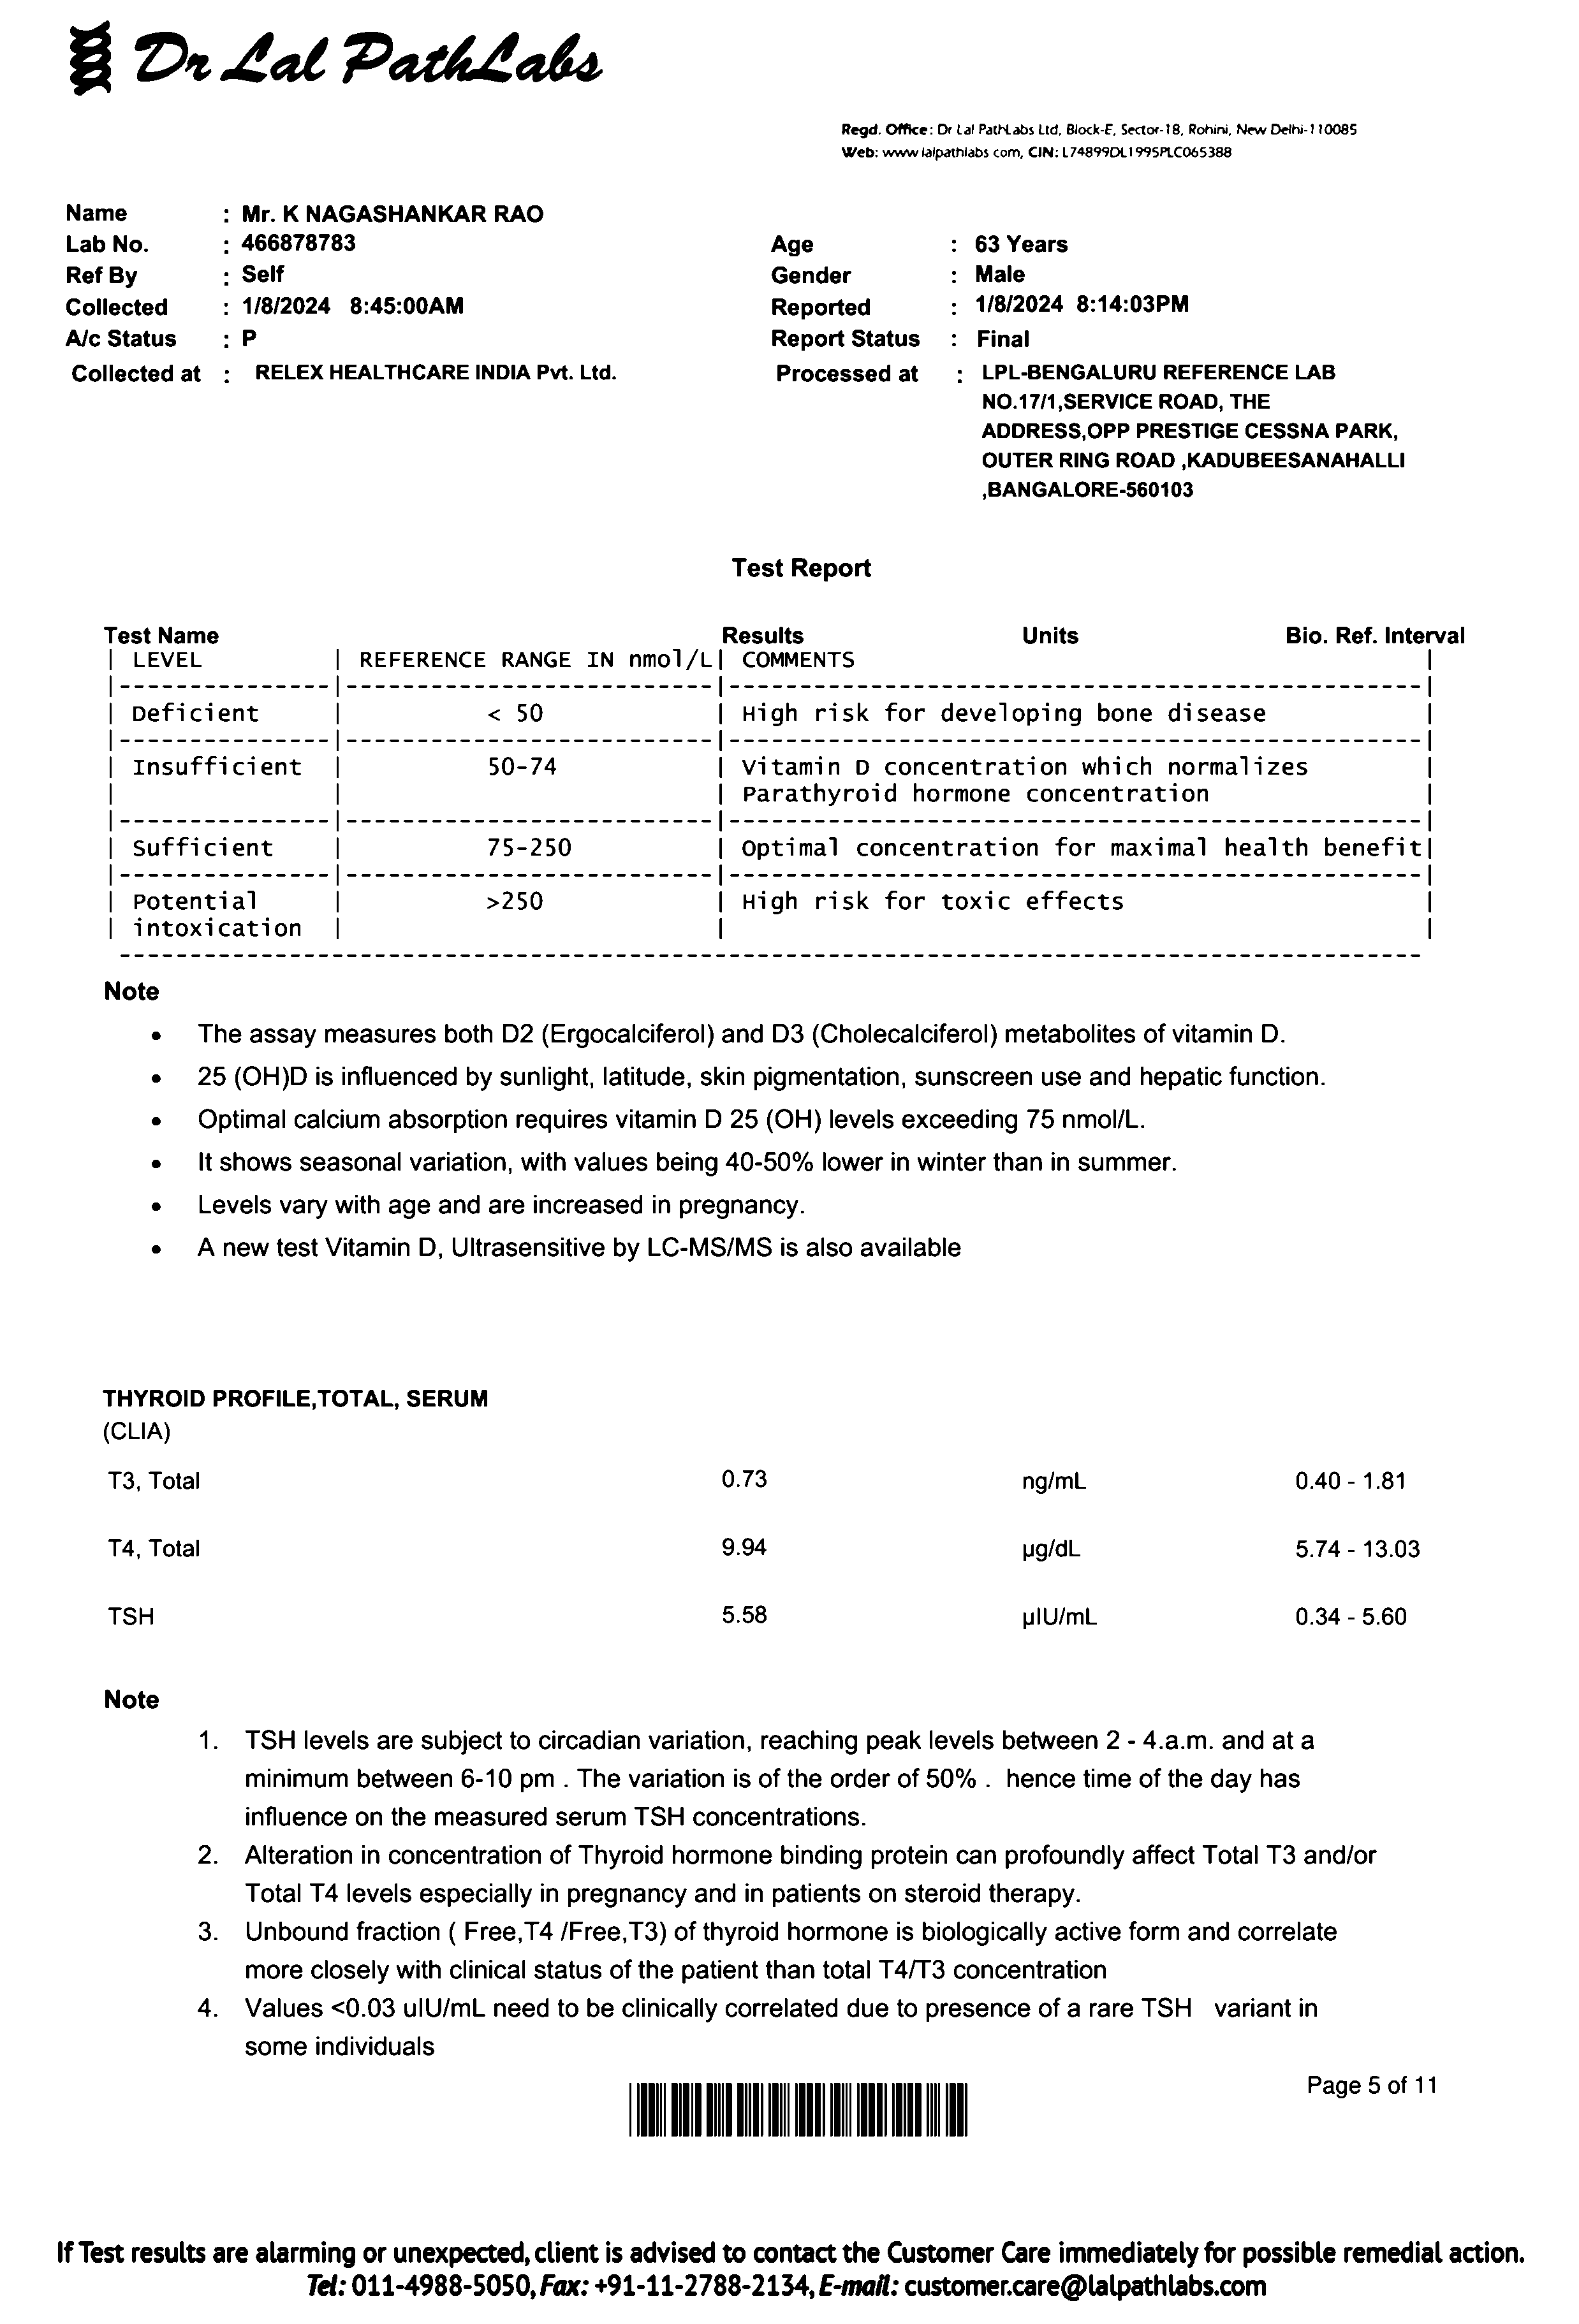 Dr Lal PathLabs
Regd. Office: Dr Lal PathLabs Ltd, Block-E, Sector-18, Rohini, New Delhi-110085
Web: www.lalpathlabs.com, CIN: L74899DL1995PLC065388
Name : Mr. K NAGASHANKAR RAO
Lab No. : 466878783 Age : 63 Years
Ref By : Self Gender : Male
Collected : 1/8/2024 8:45:00AM Reported : 1/8/2024 8:14:03PM
A/c Status : P Report Status : Final
Collected at : RELEX HEALTHCARE INDIA Pvt. Ltd. Processed at : LPL-BENGALURU REFERENCE LAB
NO.17/1,SERVICE ROAD, THE
ADDRESS,OPP PRESTIGE CESSNA PARK,
OUTER RING ROAD ,KADUBEESANAHALLI
,BANGALORE-560103
Test Report
Test Name Results Units Bio. Ref. Interval
| LEVEL | REFERENCE RANGE IN nmol/L| COMMENTS |
| Deficient | < 50 | High risk for developing bone disease |
| Insufficient | 50-74 | Vitamin D concentration which normalizes |
| | | Parathyroid hormone concentration |
| Sufficient | 75-250 | Optimal concentration for maximal health benefit|
| Potential | >250 | High risk for toxic effects |
| intoxication | | |
Note
• The assay measures both D2 (Ergocalciferol) and D3 (Cholecalciferol) metabolites of vitamin D.
• 25 (OH)D is influenced by sunlight, latitude, skin pigmentation, sunscreen use and hepatic function.
• Optimal calcium absorption requires vitamin D 25 (OH) levels exceeding 75 nmol/L.
• It shows seasonal variation, with values being 40-50% lower in winter than in summer.
• Levels vary with age and are increased in pregnancy.
• A new test Vitamin D, Ultrasensitive by LC-MS/MS is also available
THYROID PROFILE,TOTAL, SERUM
(CLIA)
T3, Total 0.73 ng/mL 0.40 - 1.81
T4, Total 9.94 µg/dL 5.74 - 13.03
TSH 5.58 µIU/mL 0.34 - 5.60
Note
1. TSH levels are subject to circadian variation, reaching peak levels between 2 - 4.a.m. and at a
minimum between 6-10 pm . The variation is of the order of 50% . hence time of the day has
influence on the measured serum TSH concentrations.
2. Alteration in concentration of Thyroid hormone binding protein can profoundly affect Total T3 and/or
Total T4 levels especially in pregnancy and in patients on steroid therapy.
3. Unbound fraction ( Free,T4 /Free,T3) of thyroid hormone is biologically active form and correlate
more closely with clinical status of the patient than total T4/T3 concentration
4. Values <0.03 uIU/mL need to be clinically correlated due to presence of a rare TSH variant in
some individuals
Page 5 of 11
If Test results are alarming or unexpected, client is advised to contact the Customer Care immediately for possible remedial action.
Tel: 011-4988-5050, Fax: +91-11-2788-2134, E-mail: customer.care@lalpathlabs.com